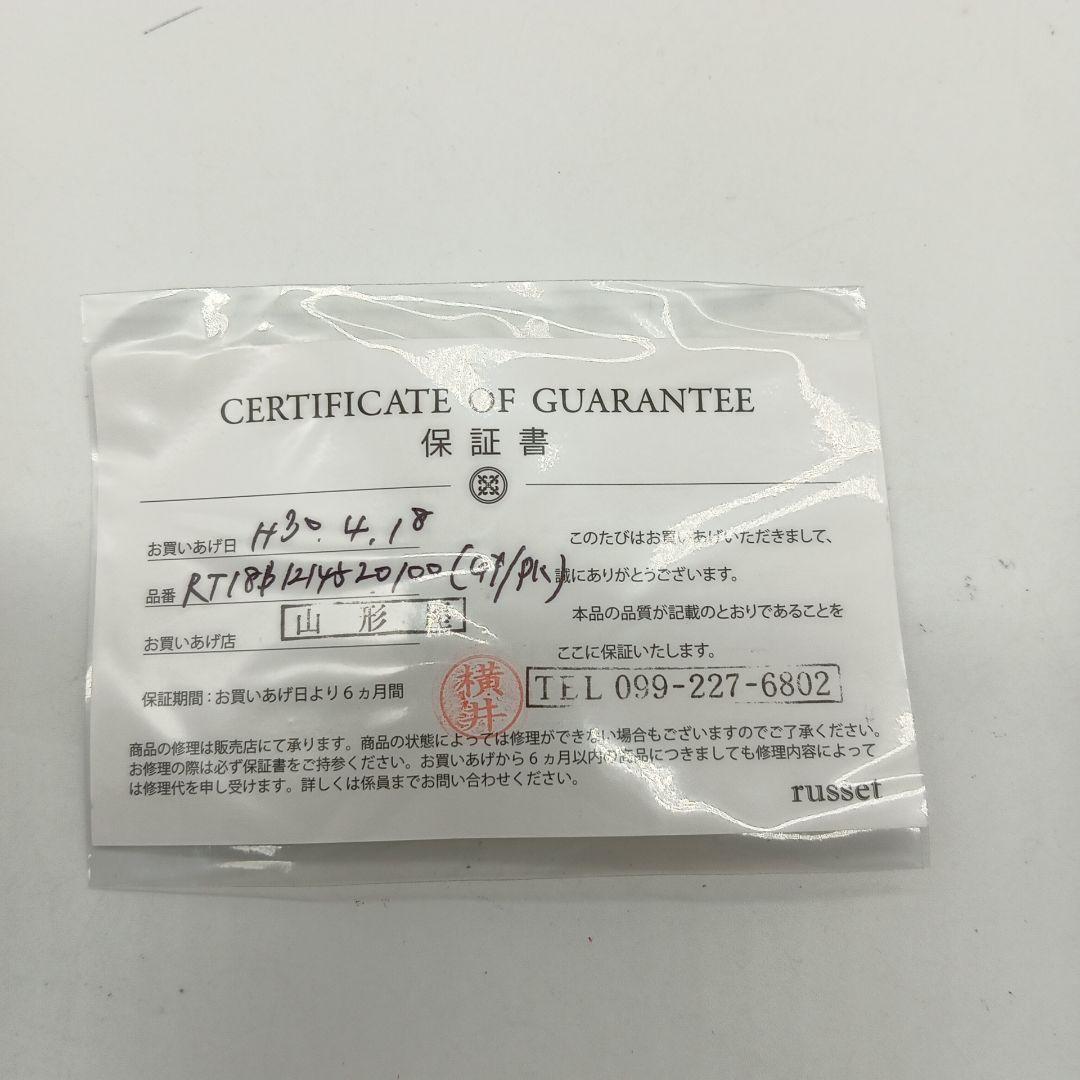 CERTIFICATE OF GUARANTEE
保証書
お買いあげ日 H30.4.18
品番
お買いあげ店 山形屋
保証期間：お買いあげ日より6ヵ月間
このたびはお買いあげいただきまして、
誠にありがとうございます。
本品の品質が記載のとおりであることを
ここに保証いたします。
横井
TEL 099-227-6802
商品の修理は販売店にて承ります。商品の状態によっては修理ができない場合もございますのでご了承ください。
お修理の際は必ず保証書をご持参ください。お買いあげから6ヵ月以内の商品につきましても修理内容によって
は修理代を申し受けます。詳しくは係員までお問い合わせください。
russet